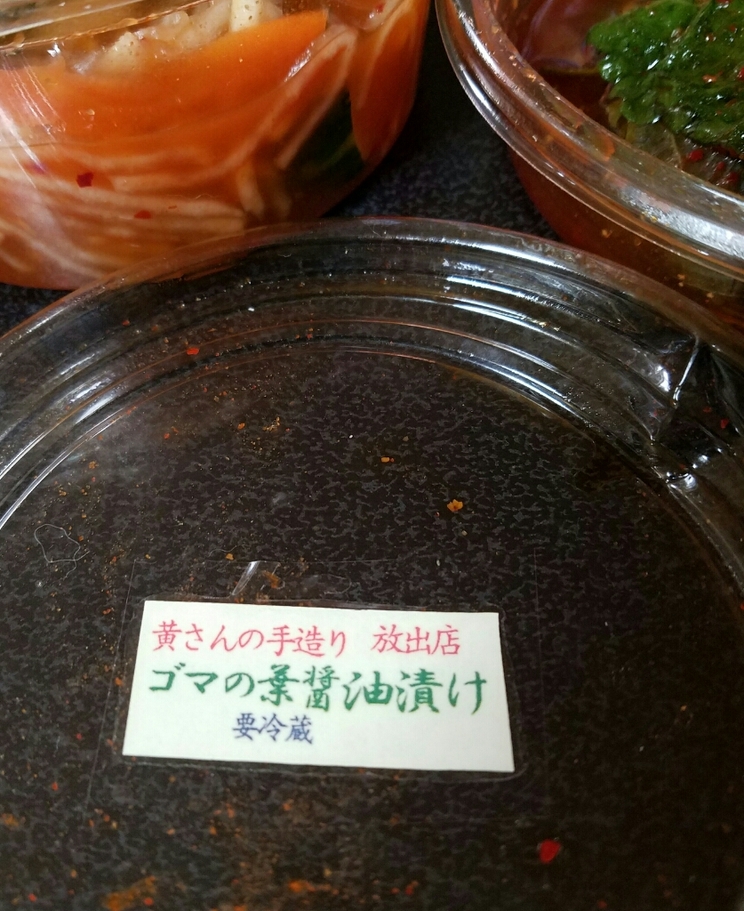 黄さんの手造り 放出店
ゴマの葉醤油漬け
要冷蔵